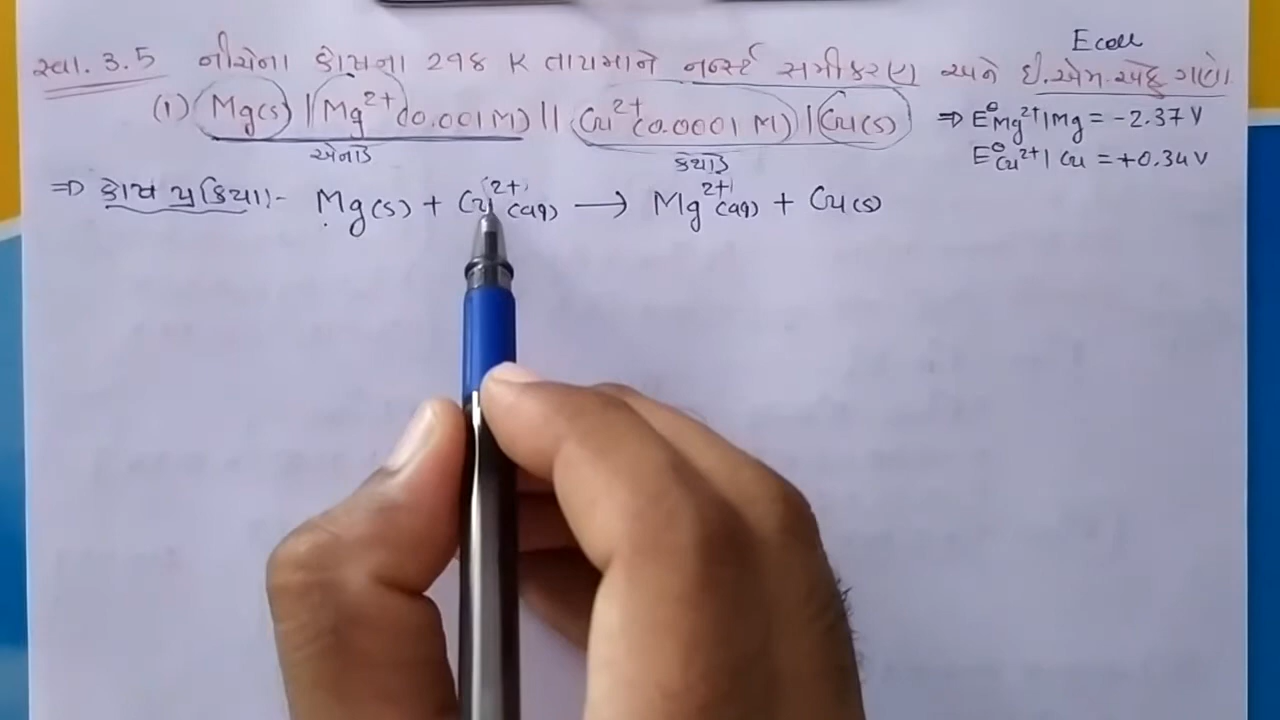 Ecell
સ્વા. 3.5 નીચેના કોષના 298 K તાપમાને નર્ન્સ્ટ સમીકરણ અને ઈ.એમ.એફ ગણો
(1) Mg(s) | Mg²⁺(0.001M) || Cu²⁺(0.0001 M) | Cu(s) ⇒ E⊖Mg²⁺|Mg = -2.37 V
એનોડ કેથોડ E⊖Cu²⁺| Cu = +0.34 V
⇒ કોષ પ્રક્રિયા:- Mg(s) + Cu²⁺(aq) → Mg²⁺(aq) + Cu(s)